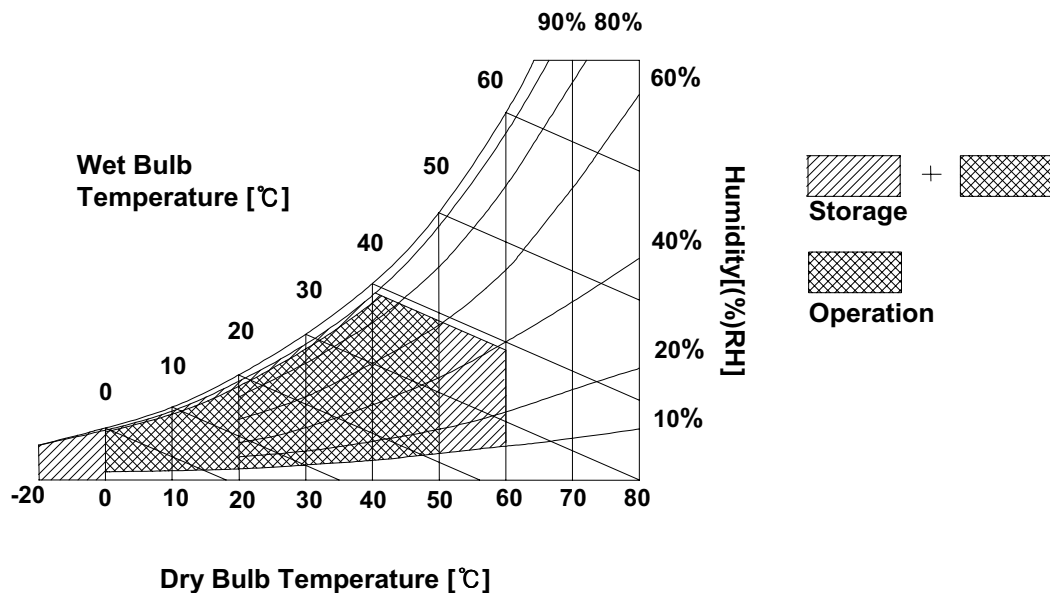 90% 80%
60
60%
50
Wet Bulb
Temperature [℃]
Humidity[(%)RH]
+
Storage
40
40%
30
Operation
20
20%
10
0
10%
-20 0 10 20 30 40 50 60 70 80
Dry Bulb Temperature [℃]